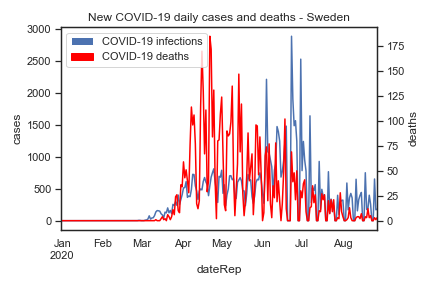 New COVID-19 daily cases and deaths - Sweden
COVID-19 infections
COVID-19 deaths
cases
3000
2500
2000
1500
1000
500
0
deaths
175
150
125
100
75
50
25
0
Jan Feb Mar Apr May Jun Jul Aug
2020
dateRep